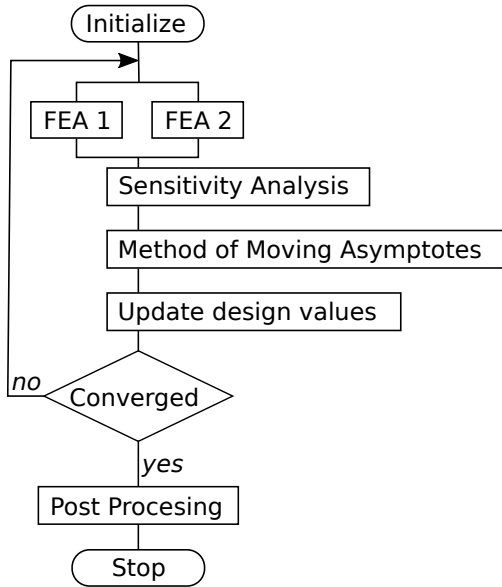 Initialize
FEA 1
FEA 2
Sensitivity Analysis
Method of Moving Asymptotes
Update design values
no
Converged
yes
Post Procesing
Stop